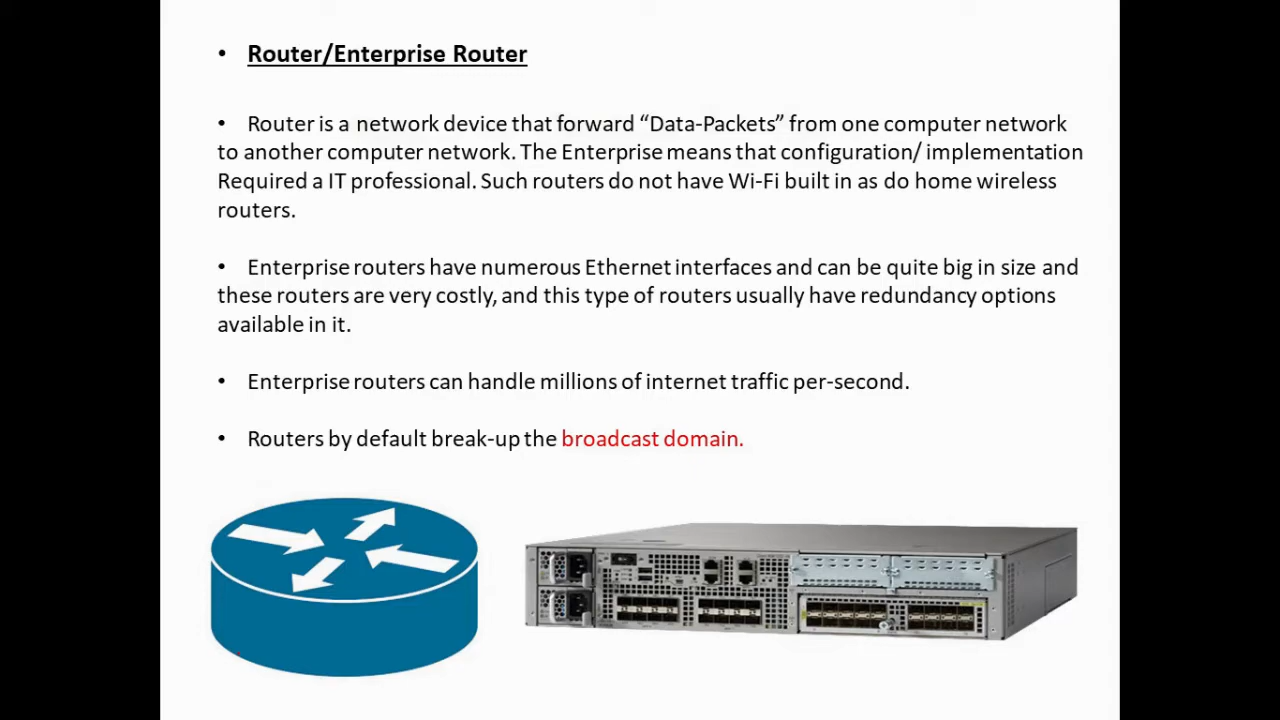 • Router/Enterprise Router
• Router is a network device that forward “Data-Packets” from one computer network
to another computer network. The Enterprise means that configuration/ implementation
Required a IT professional. Such routers do not have Wi-Fi built in as do home wireless
routers.
• Enterprise routers have numerous Ethernet interfaces and can be quite big in size and
these routers are very costly, and this type of routers usually have redundancy options
available in it.
• Enterprise routers can handle millions of internet traffic per-second.
• Routers by default break-up the broadcast domain.